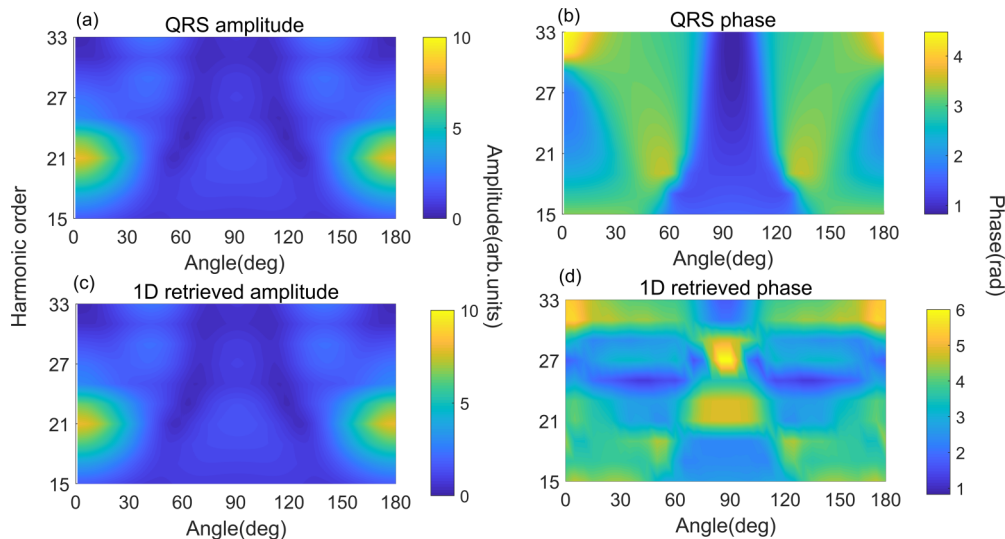 (a)
QRS amplitude
33
27
21
15
0 30 60 90 120 150 180
Angle(deg)
10
5
0
(b)
QRS phase
33
27
21
15
0 30 60 90 120 150 180
Angle(deg)
4
3
2
1
Harmonic order
Amplitude(arb.units)
Phase(rad)
(c)
1D retrieved amplitude
33
27
21
15
0 30 60 90 120 150 180
Angle(deg)
10
5
0
(d)
1D retrieved phase
33
27
21
15
0 30 60 90 120 150 180
Angle(deg)
6
5
4
3
2
1